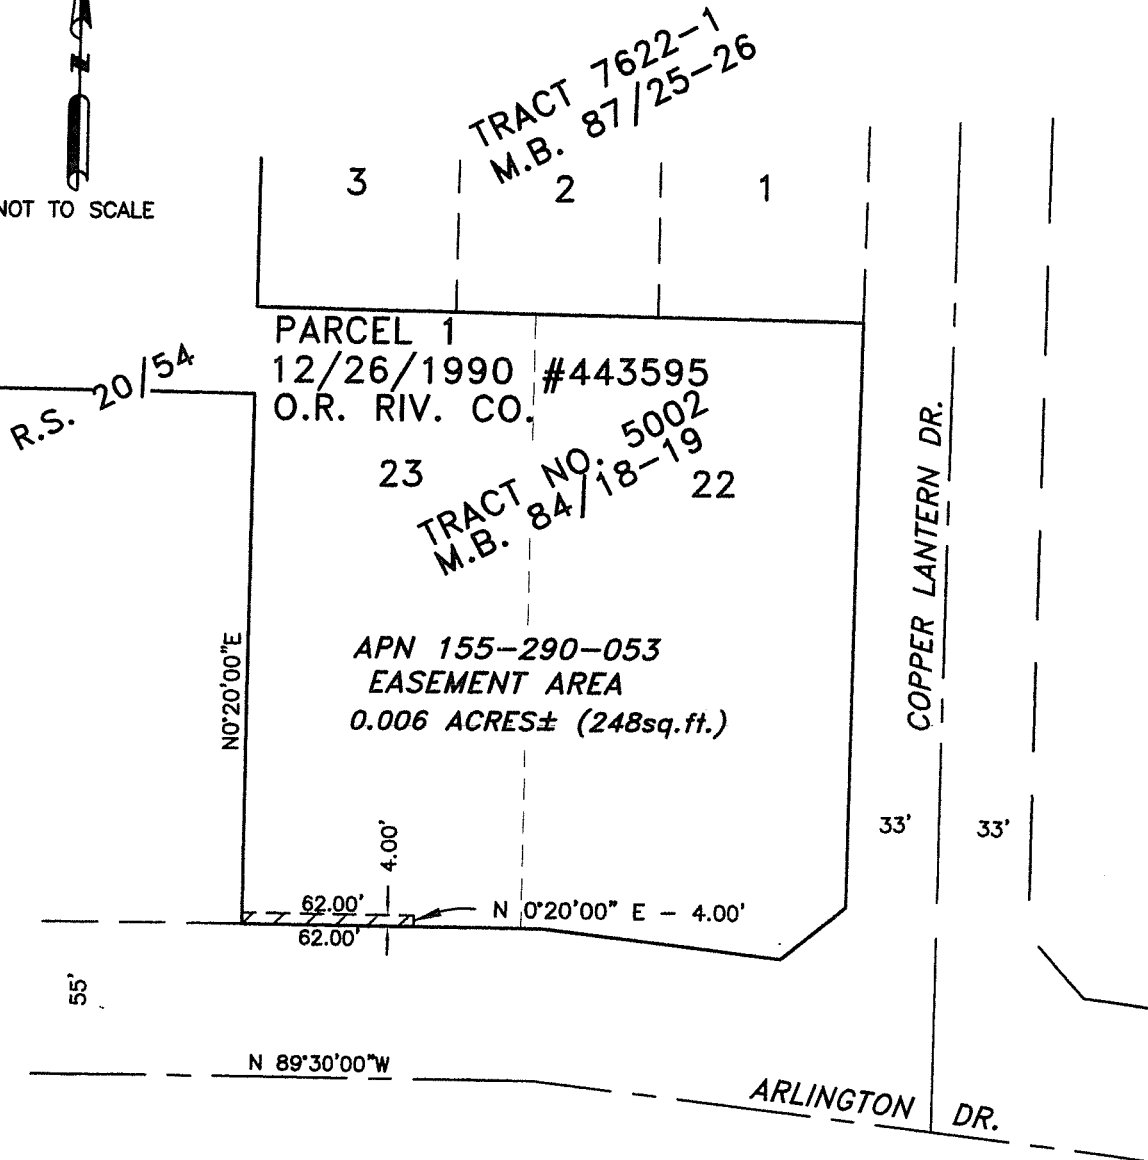 N
NOT TO SCALE
TRACT 7622-1
M.B. 87/25-26
3
2
1
PARCEL 1
12/26/1990 #443595
O.R. RIV. CO.
R.S. 20/54
23
TRACT NO. 5002
M.B. 84/18-19
22
COPPER LANTERN DR.
N0°20'00"E
APN 155-290-053
EASEMENT AREA
0.006 ACRES± (248sq.ft.)
33'
33'
4.00'
62.00'
N 0°20'00" E - 4.00'
62.00'
55'
N 89°30'00"W
ARLINGTON DR.